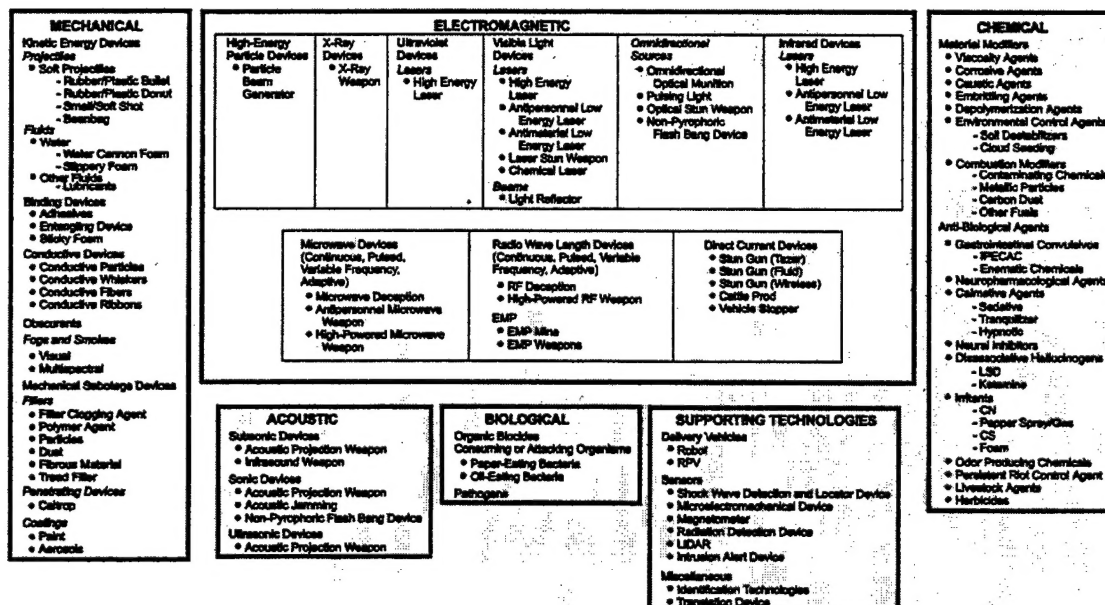 MECHANICAL
Kinetic Energy Devices
Projectiles
• Soft Projectiles
- Rubber/Plastic Bullet
- Rubber/Plastic Donut
- Small/Soft Shot
- Beanbag
Fluids
• Water
- Water Cannon Foam
- Slippery Foam
• Other Fluids
- Lubricants
Binding Devices
• Adhesives
• Entangling Device
• Sticky Foam
Conductive Devices
• Conductive Particles
• Conductive Whiskers
• Conductive Fibers
• Conductive Ribbons
Obscurants
Fogs and Smokes
• Visual
• Multispectral
Mechanical Sabotage Devices
Fillers
• Filter Clogging Agent
• Polymer Agent
• Particles
• Dust
• Fibrous Material
• Tread Filler
Penetrating Devices
• Caltrop
Coatings
• Paint
• Aerosols
ELECTROMAGNETIC
High-Energy
Particle Devices
• Particle
Beam
Generator
X-Ray
Devices
• X-Ray
Weapon
Ultraviolet
Devices
Lasers
• High Energy
Laser
Visible Light
Devices
Lasers
• High Energy
Laser
• Antipersonnel Low
Energy Laser
• Antimaterial Low
Energy Laser
• Laser Stun Weapon
• Chemical Laser
Beams
• Light Reflector
Omnidirectional
Sources
• Omnidirectional
Optical Munition
• Pulsing Light
• Optical Stun Weapon
• Non-Pyrophoric
Flash Bang Device
Infrared Devices
Lasers
• High Energy
Laser
• Antipersonnel Low
Energy Laser
• Antimaterial Low
Energy Laser
Microwave Devices
(Continuous, Pulsed,
Variable Frequency,
Adaptive)
• Microwave Deception
• Antipersonnel Microwave
Weapon
• High-Powered Microwave
Weapon
Radio Wave Length Devices
(Continuous, Pulsed, Variable
Frequency, Adaptive)
• RF Deception
• High-Powered RF Weapon
EMP
• EMP Mine
• EMP Weapons
Direct Current Devices
• Stun Gun (Tazer)
• Stun Gun (Fluid)
• Stun Gun (Wireless)
• Cattle Prod
• Vehicle Stopper
ACOUSTIC
Subsonic Devices
• Acoustic Projection Weapon
• Infrasound Weapon
Sonic Devices
• Acoustic Projection Weapon
• Acoustic Jamming
• Non-Pyrophoric Flash Bang Device
Ultrasonic Devices
• Acoustic Projection Weapon
BIOLOGICAL
Organic Biocides
Consuming or Attacking Organisms
• Paper-Eating Bacteria
• Oil-Eating Bacteria
Pathogens
SUPPORTING TECHNOLOGIES
Delivery Vehicles
• Robot
• RPV
Sensors
• Shock Wave Detection and Locator Device
• Microelectromechanical Device
• Magnetometer
• Radiation Detection Device
• LIDAR
• Intrusion Alert Device
Miscellaneous
• Identification Technologies
• Translation Device
CHEMICAL
Material Modifiers
• Viscosity Agents
• Corrosive Agents
• Caustic Agents
• Embrittling Agents
• Depolymerization Agents
• Environmental Control Agents
- Soil Destabilizers
- Cloud Seeding
• Combustion Modifiers
- Contaminating Chemicals
- Metallic Particles
- Carbon Dust
- Other Fuels
Anti-Biological Agents
• Gastrointestinal Convulsives
- IPECAC
- Enematic Chemicals
• Neuropharmacological Agents
• Calmative Agents
- Sedative
- Tranquilizer
- Hypnotic
• Neural Inhibitors
• Disassociative Hallucinogens
- LSD
- Ketamine
• Irritants
- CN
- Pepper Spray/Gas
- CS
- Foam
• Odor Producing Chemicals
• Persistent Riot Control Agent
• Livestock Agents
• Herbicides